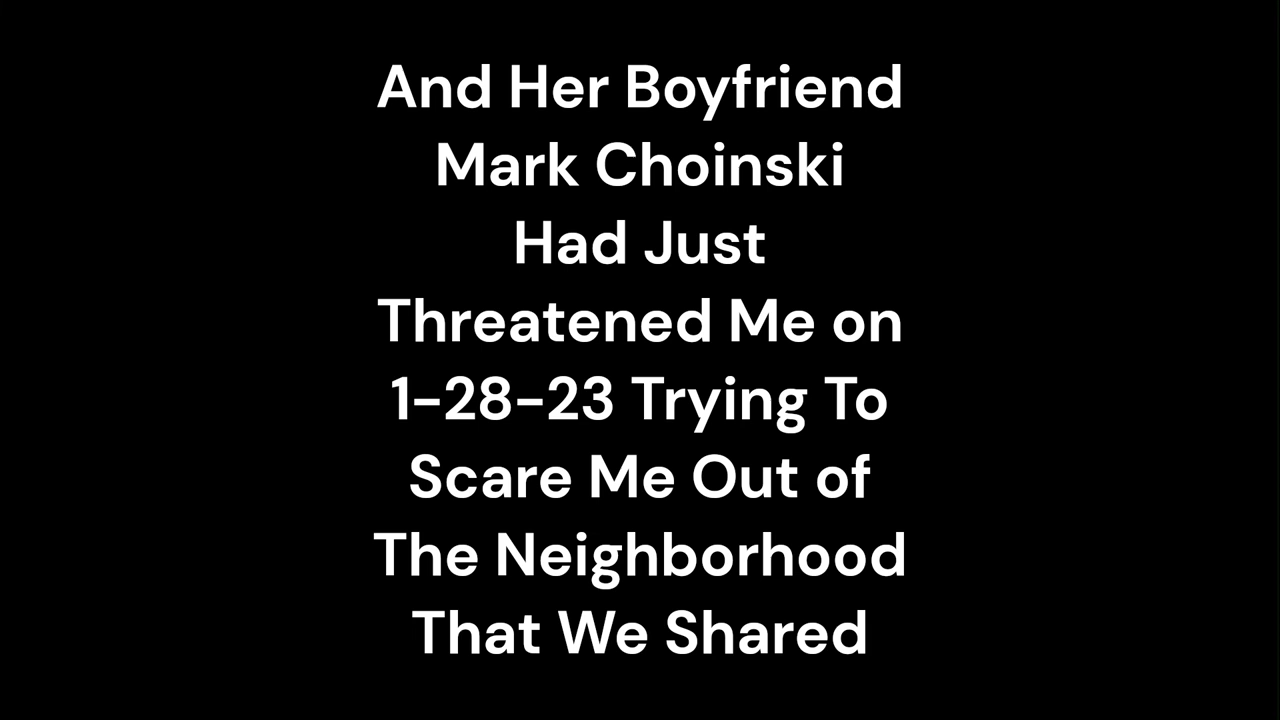 And Her Boyfriend
Mark Choinski
Had Just
Threatened Me on
1-28-23 Trying To
Scare Me Out of
The Neighborhood
That We Shared